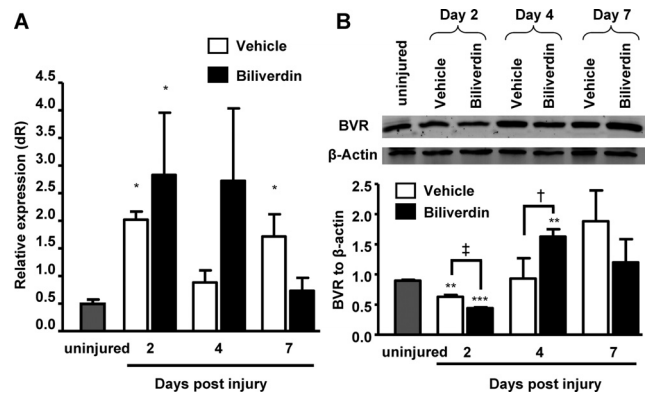 A
Vehicle
Biliverdin
Relative expression (dR)
4.5
4.0
3.5
3.0
2.5
2.0
1.5
1.0
0.5
0.0
*
*
*
uninjured 2 4 7
Days post injury
B
Day 2 Day 4 Day 7
uninjured Vehicle Biliverdin Vehicle Biliverdin Vehicle Biliverdin
BVR
β-Actin
Vehicle
Biliverdin
BVR to β-actin
2.5
2.0
1.5
1.0
0.5
0.0
** ‡ ***
† **
uninjured 2 4 7
Days post injury